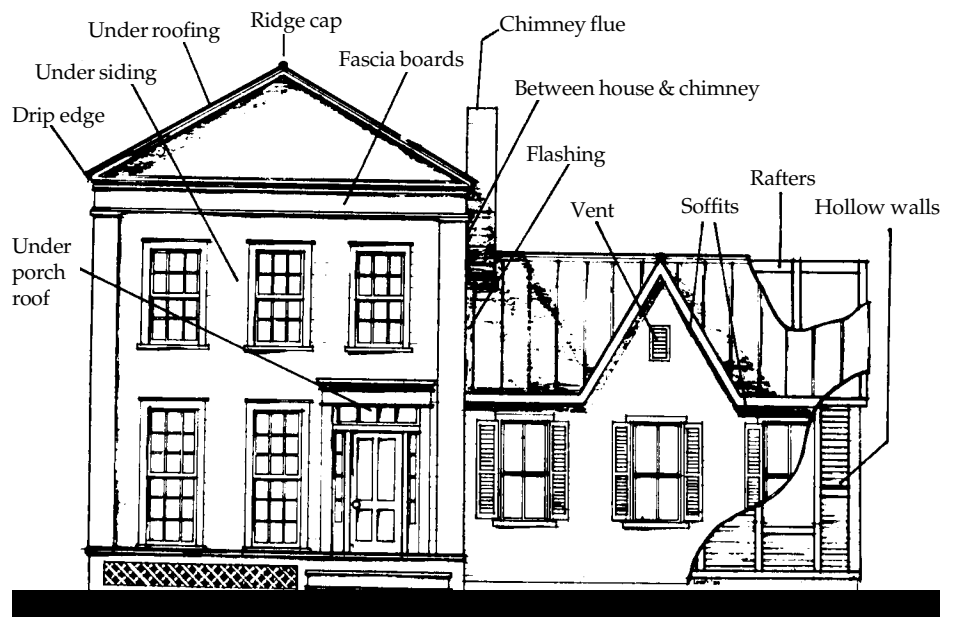 Ridge cap
Chimney flue
Under roofing
Fascia boards
Under siding
Between house & chimney
Drip edge
Flashing
Rafters
Vent
Soffits
Hollow walls
Under
porch
roof